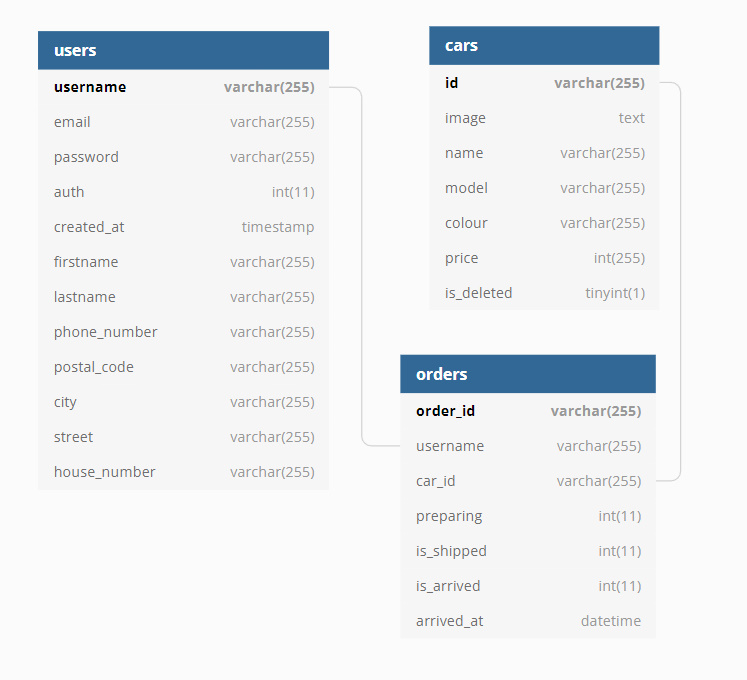 users
username varchar(255)
email varchar(255)
password varchar(255)
auth int(11)
created_at timestamp
firstname varchar(255)
lastname varchar(255)
phone_number varchar(255)
postal_code varchar(255)
city varchar(255)
street varchar(255)
house_number varchar(255)
cars
id varchar(255)
image text
name varchar(255)
model varchar(255)
colour varchar(255)
price int(255)
is_deleted tinyint(1)
orders
order_id varchar(255)
username varchar(255)
car_id varchar(255)
preparing int(11)
is_shipped int(11)
is_arrived int(11)
arrived_at datetime